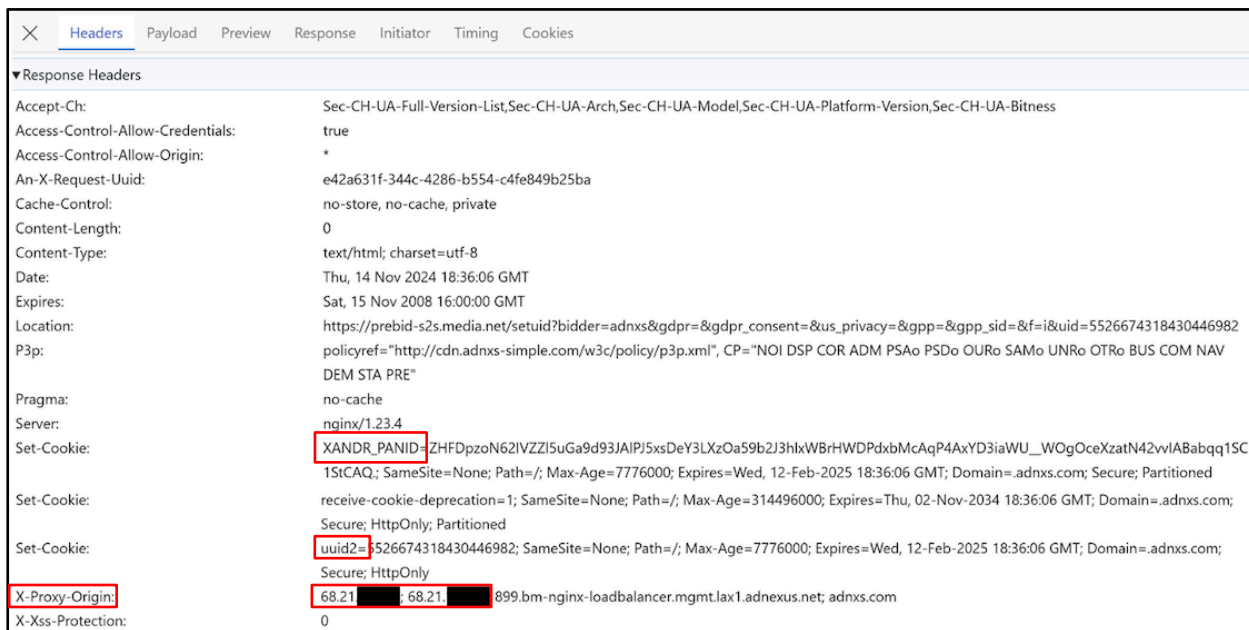 Headers Payload Preview Response Initiator Timing Cookies
▼Response Headers
Accept-Ch: Sec-CH-UA-Full-Version-List,Sec-CH-UA-Arch,Sec-CH-UA-Model,Sec-CH-UA-Platform-Version,Sec-CH-UA-Bitness
Access-Control-Allow-Credentials: true
Access-Control-Allow-Origin: *
An-X-Request-Uuid: e42a631f-344c-4286-b554-c4fe849b25ba
Cache-Control: no-store, no-cache, private
Content-Length: 0
Content-Type: text/html; charset=utf-8
Date: Thu, 14 Nov 2024 18:36:06 GMT
Expires: Sat, 15 Nov 2008 16:00:00 GMT
Location: https://prebid-s2s.media.net/setuid?bidder=adnxs&gdpr=&gdpr_consent=&us_privacy=&gpp=&gpp_sid=&f=i&uid=5526674318430446982
P3p: policyref="http://cdn.adnxs-simple.com/w3c/policy/p3p.xml", CP="NOI DSP COR ADM PSAo PSDo OURo SAMo UNRo OTRo BUS COM NAV
DEM STA PRE"
Pragma: no-cache
Server: nginx/1.23.4
Set-Cookie: XANDR_PANID=ZHFDpzoN62IVZZl5uGa9d93JAlPJ5xsDeY3LXzOa59b2J3hIxWBrHWDPdxbMcAqP4AxYD3iaWU__WOgOceXzatN42vvIABabqq1SC
1StCAQ.; SameSite=None; Path=/; Max-Age=7776000; Expires=Wed, 12-Feb-2025 18:36:06 GMT; Domain=.adnxs.com; Secure; Partitioned
Set-Cookie: receive-cookie-deprecation=1; SameSite=None; Path=/; Max-Age=314496000; Expires=Thu, 02-Nov-2034 18:36:06 GMT; Domain=.adnxs.com;
Secure; HttpOnly; Partitioned
Set-Cookie: uuid2=5526674318430446982; SameSite=None; Path=/; Max-Age=7776000; Expires=Wed, 12-Feb-2025 18:36:06 GMT; Domain=.adnxs.com;
Secure; HttpOnly
X-Proxy-Origin: 68.21. ; 68.21. 899.bm-nginx-loadbalancer.mgmt.lax1.adnexus.net; adnxs.com
X-Xss-Protection: 0